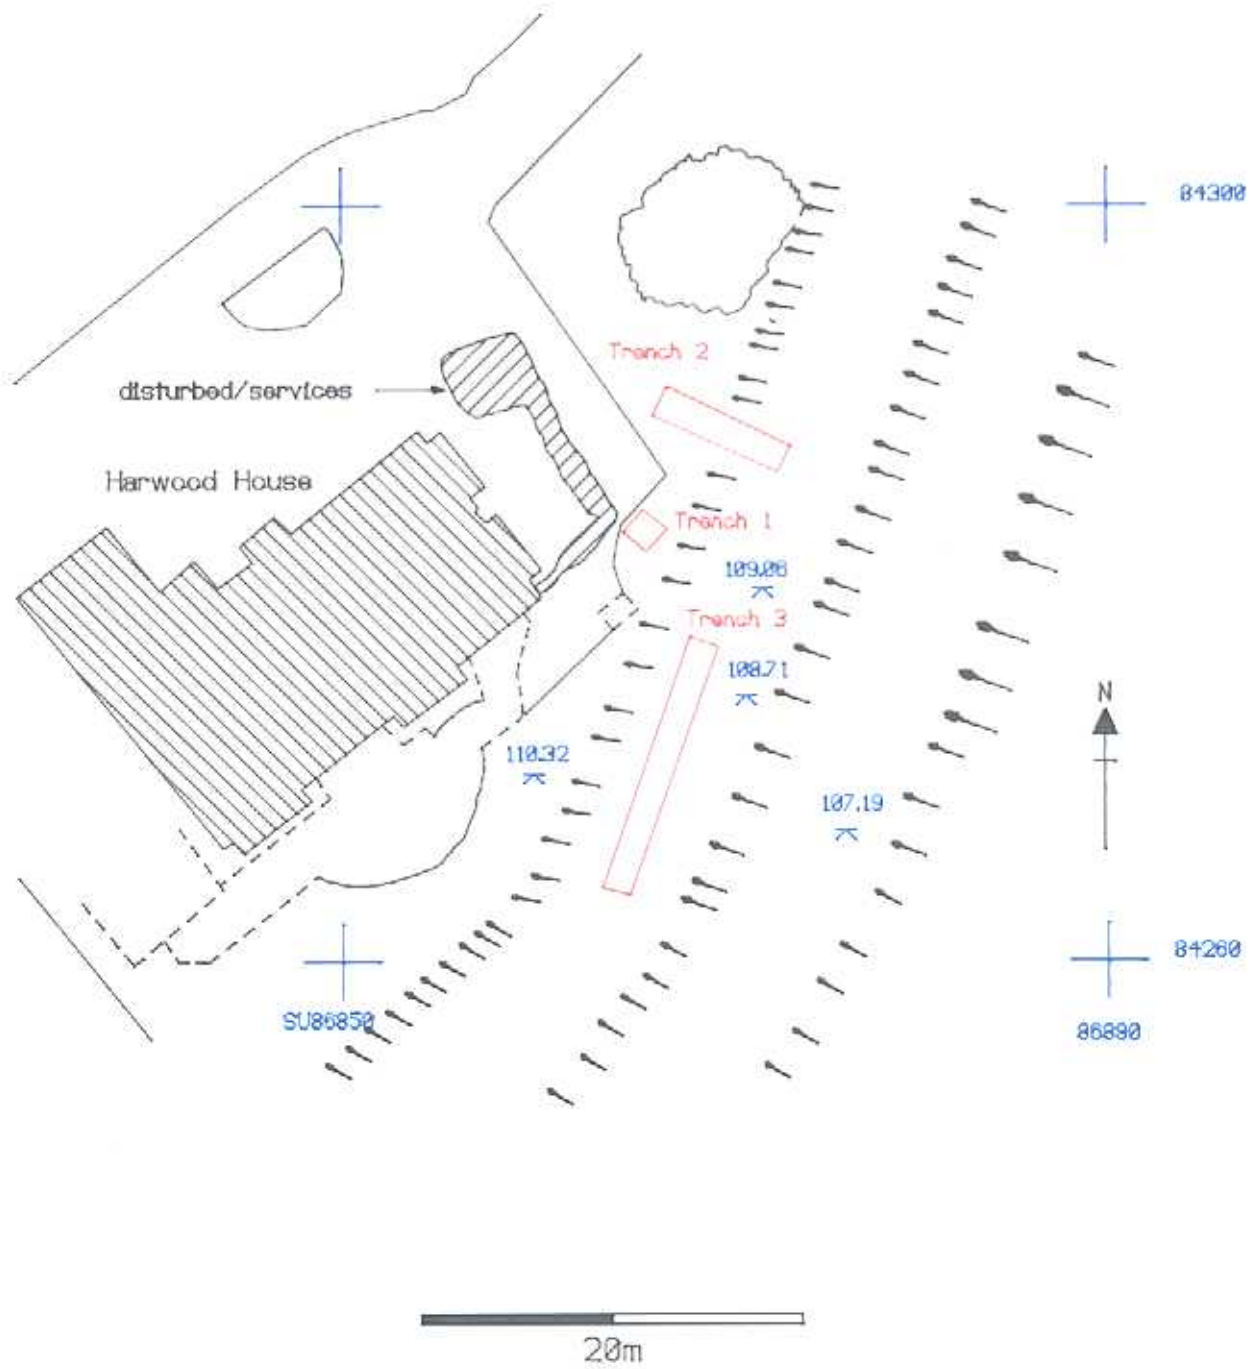 84300
Trench 2
disturbed/services
Harwood House
Trench 1
109.06
Trench 3
108.71
N
110.32
107.19
84260
SU86850
86890
20m